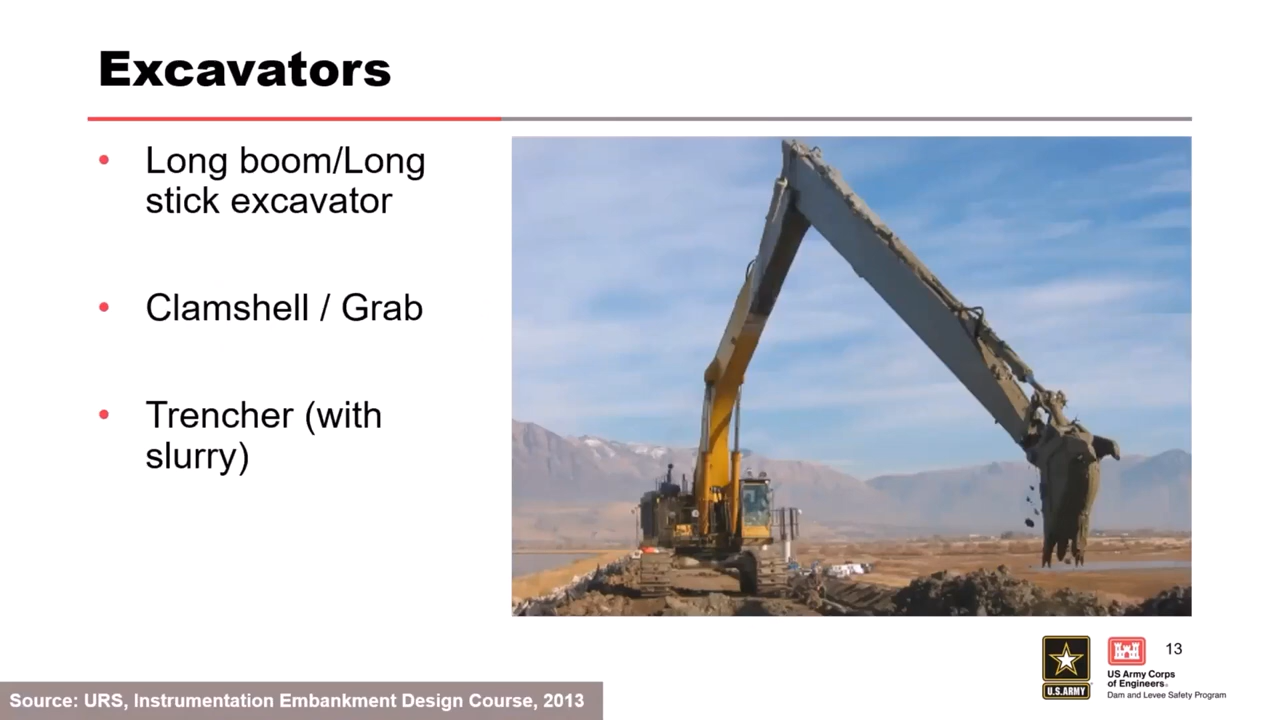 Excavators
• Long boom/Long
stick excavator
• Clamshell / Grab
• Trencher (with
slurry)
U.S.ARMY
US Army Corps
of Engineers®
Dam and Levee Safety Program
13
Source: URS, Instrumentation Embankment Design Course, 2013